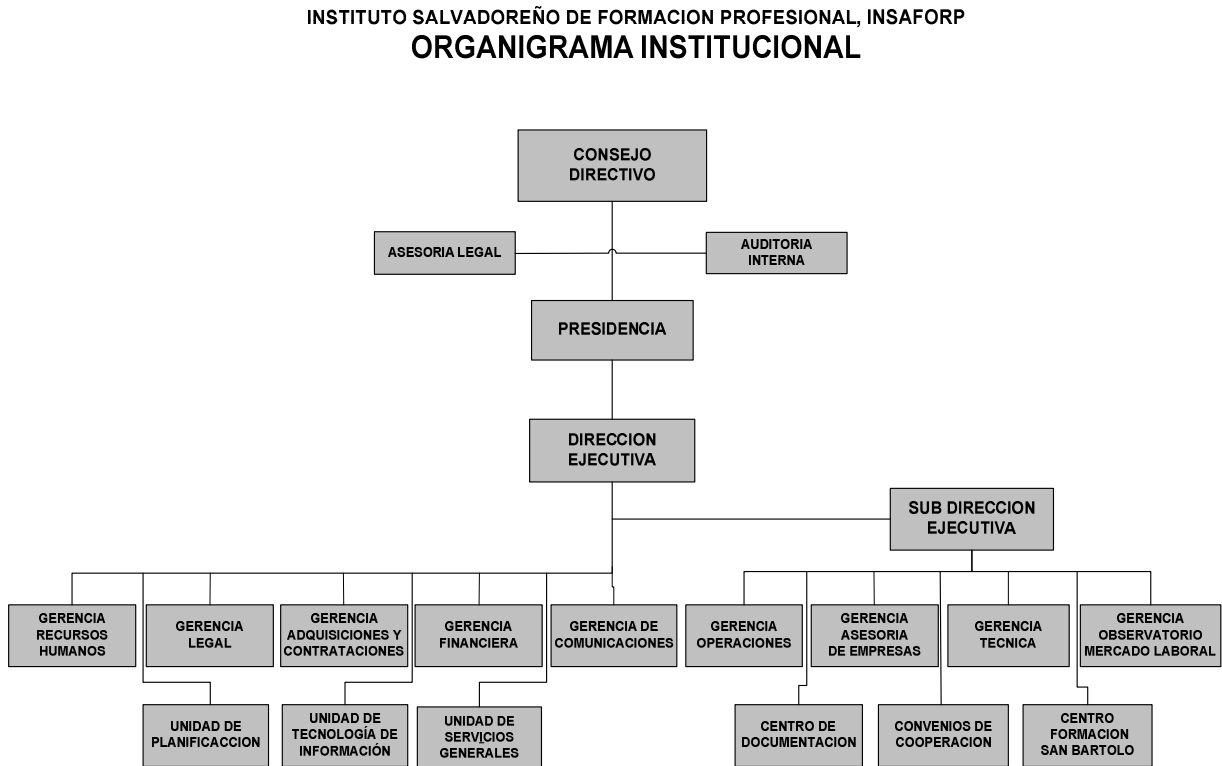 INSTITUTO SALVADOREÑO DE FORMACION PROFESIONAL, INSAFORP
ORGANIGRAMA INSTITUCIONAL
CONSEJO
DIRECTIVO
ASESORIA LEGAL
AUDITORIA
INTERNA
PRESIDENCIA
DIRECCION
EJECUTIVA
SUB DIRECCION
EJECUTIVA
GERENCIA
RECURSOS
HUMANOS
GERENCIA
LEGAL
GERENCIA
ADQUISICIONES Y
CONTRATACIONES
GERENCIA
FINANCIERA
GERENCIA DE
COMUNICACIONES
GERENCIA
OPERACIONES
GERENCIA
ASESORIA
DE EMPRESAS
GERENCIA
TECNICA
GERENCIA
OBSERVATORIO
MERCADO LABORAL
UNIDAD DE
PLANIFICACCION
UNIDAD DE
TECNOLOGÍA DE
INFORMACIÓN
UNIDAD DE
SERVICIOS
GENERALES
CENTRO DE
DOCUMENTACION
CONVENIOS DE
COOPERACION
CENTRO
FORMACION
SAN BARTOLO